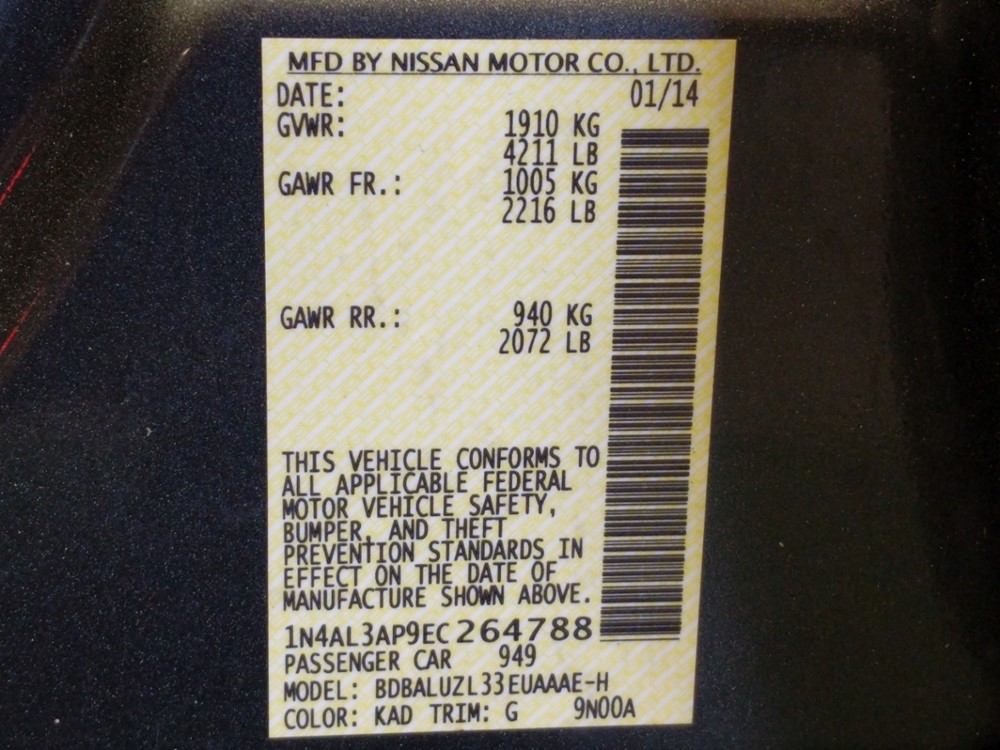 MFD BY NISSAN MOTOR CO., LTD.
DATE: 01/14
GVWR: 1910 KG
4211 LB
GAWR FR.: 1005 KG
2216 LB
GAWR RR.: 940 KG
2072 LB
THIS VEHICLE CONFORMS TO
ALL APPLICABLE FEDERAL
MOTOR VEHICLE SAFETY,
BUMPER, AND THEFT
PREVENTION STANDARDS IN
EFFECT ON THE DATE OF
MANUFACTURE SHOWN ABOVE.
1N4AL3AP9EC264788
PASSENGER CAR 949
MODEL: BDBALUZL33EUAAAE-H
COLOR: KAD TRIM: G 9N00A